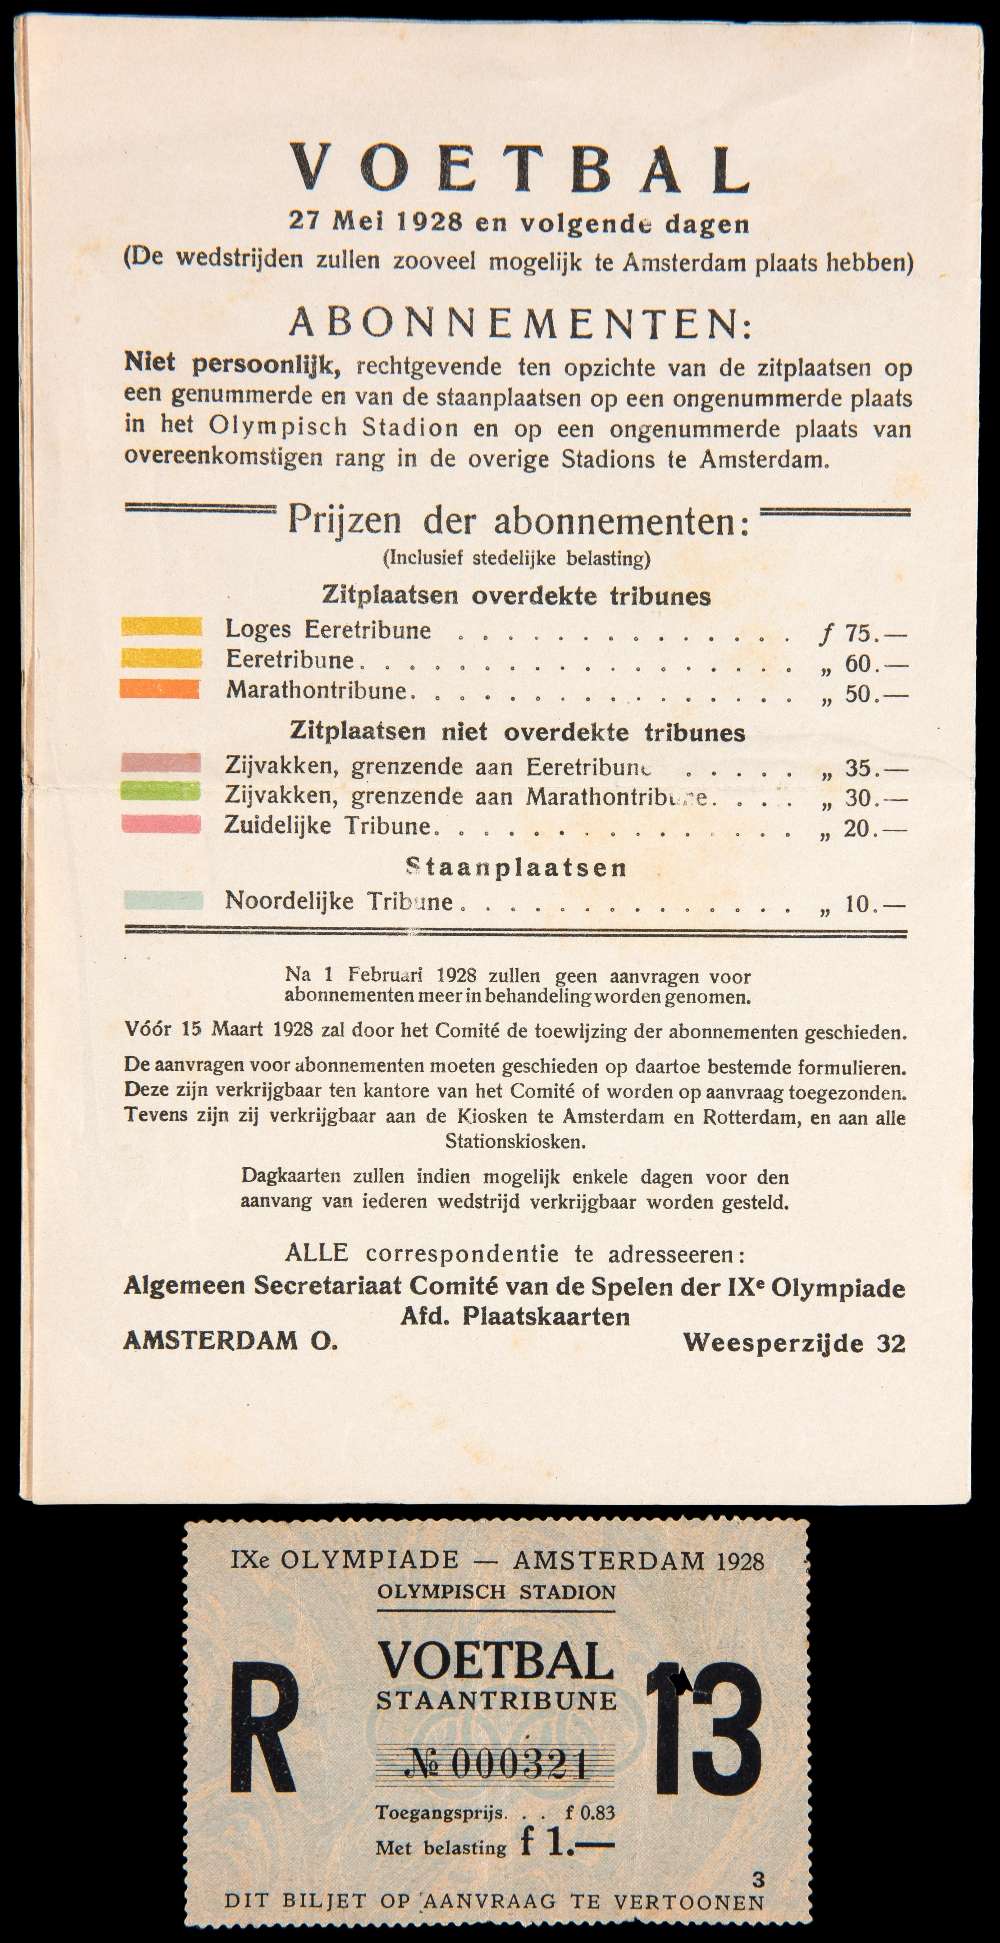 VOETBAL
27 Mei 1928 en volgende dagen
(De wedstrijden zullen zooveel mogelijk te Amsterdam plaats hebben)
ABONNEMENTEN:
Niet persoonlijk, rechtgevende ten opzichte van de zitplaatsen op
een genummerde en van de staanplaatsen op een ongenummerde plaats
in het Olympisch Stadion en op een ongenummerde plaats van
overeenkomstigen rang in de overige Stadions te Amsterdam.
Prijzen der abonnementen:
(Inclusief stedelijke belasting)
Zitplaatsen overdekte tribunes
Loges Eeretribune . . . . . . . . . . . . . . f 75.—
Eeretribune. . . . . . . . . . . . . . . . . . „ 60.—
Marathontribune. . . . . . . . . . . . . . . . „ 50.—
Zitplaatsen niet overdekte tribunes
Zijvakken, grenzende aan Eeretribune . . . . . „ 35.—
Zijvakken, grenzende aan Marathontribune. . . . „ 30.—
Zuidelijke Tribune. . . . . . . . . . . . . . . „ 20.—
Staanplaatsen
Noordelijke Tribune. . . . . . . . . . . . . . „ 10.—
Na 1 Februari 1928 zullen geen aanvragen voor
abonnementen meer in behandeling worden genomen.
Vóór 15 Maart 1928 zal door het Comité de toewijzing der abonnementen geschieden.
De aanvragen voor abonnementen moeten geschieden op daartoe bestemde formulieren.
Deze zijn verkrijgbaar ten kantore van het Comité of worden op aanvraag toegezonden.
Tevens zijn zij verkrijgbaar aan de Kiosken te Amsterdam en Rotterdam, en aan alle
Stationskiosken.
Dagkaarten zullen indien mogelijk enkele dagen voor den
aanvang van iederen wedstrijd verkrijgbaar worden gesteld.
ALLE correspondentie te adresseeren:
Algemeen Secretariaat Comité van de Spelen der IXe Olympiade
Afd. Plaatskaarten
AMSTERDAM O. Weesperzijde 32
IXe OLYMPIADE — AMSTERDAM 1928
OLYMPISCH STADION
VOETBAL
STAANTRIBUNE
R 13
№ 000321
Toegangsprijs. . . f 0.83
Met belasting f 1.—
3
DIT BILJET OP AANVRAAG TE VERTOONEN